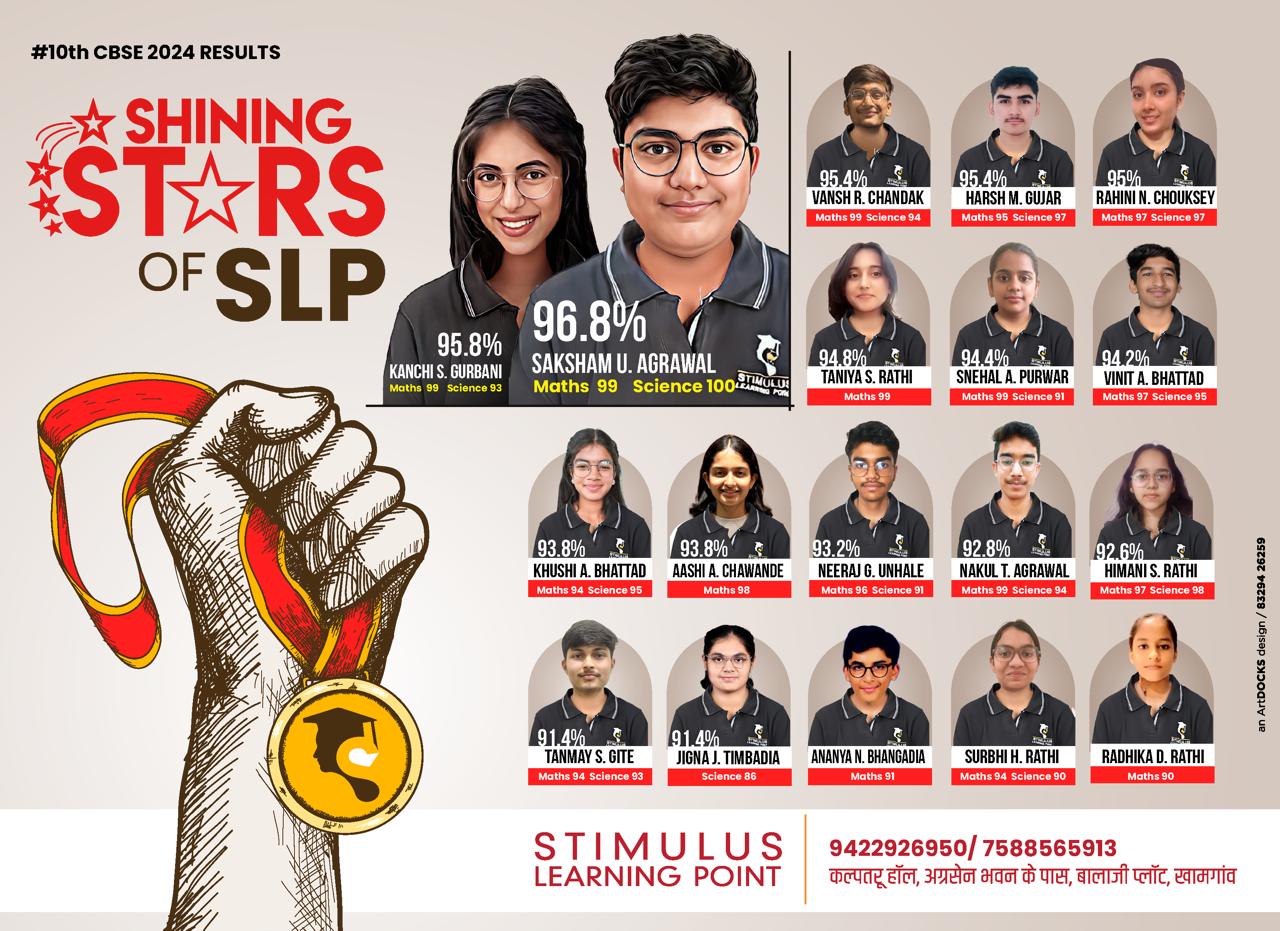 #10th CBSE 2024 RESULTS
SHINING
STARS
OF SLP
95.8%
KANCHI S. GURBANI
Maths 99 Science 93
96.8%
SAKSHAM U. AGRAWAL
Maths 99 Science 100
STIMULUS
LEARNING POINT
95.4%
VANSH R. CHANDAK
Maths 99 Science 94
95.4%
HARSH M. GUJAR
Maths 95 Science 97
95%
RAHINI N. CHOUKSEY
Maths 97 Science 97
94.8%
TANIYA S. RATHI
Maths 99
94.4%
SNEHAL A. PURWAR
Maths 99 Science 91
94.2%
VINIT A. BHATTAD
Maths 97 Science 95
93.8%
KHUSHI A. BHATTAD
Maths 94 Science 95
93.8%
AASHI A. CHAWANDE
Maths 98
93.2%
NEERAJ G. UNHALE
Maths 96 Science 91
92.8%
NAKUL T. AGRAWAL
Maths 99 Science 94
92.6%
HIMANI S. RATHI
Maths 97 Science 98
91.4%
TANMAY S. GITE
Maths 94 Science 93
91.4%
JIGNA J. TIMBADIA
Science 86
ANANYA N. BHANGADIA
Maths 91
SURBHI H. RATHI
Maths 94 Science 90
RADHIKA D. RATHI
Maths 90
an ArtDOCKS design / 83294 26259
STIMULUS
LEARNING POINT
9422926950/ 7588565913
कल्पतरू हॉल, अग्रसेन भवन के पास, बालाजी प्लॉट, खामगांव